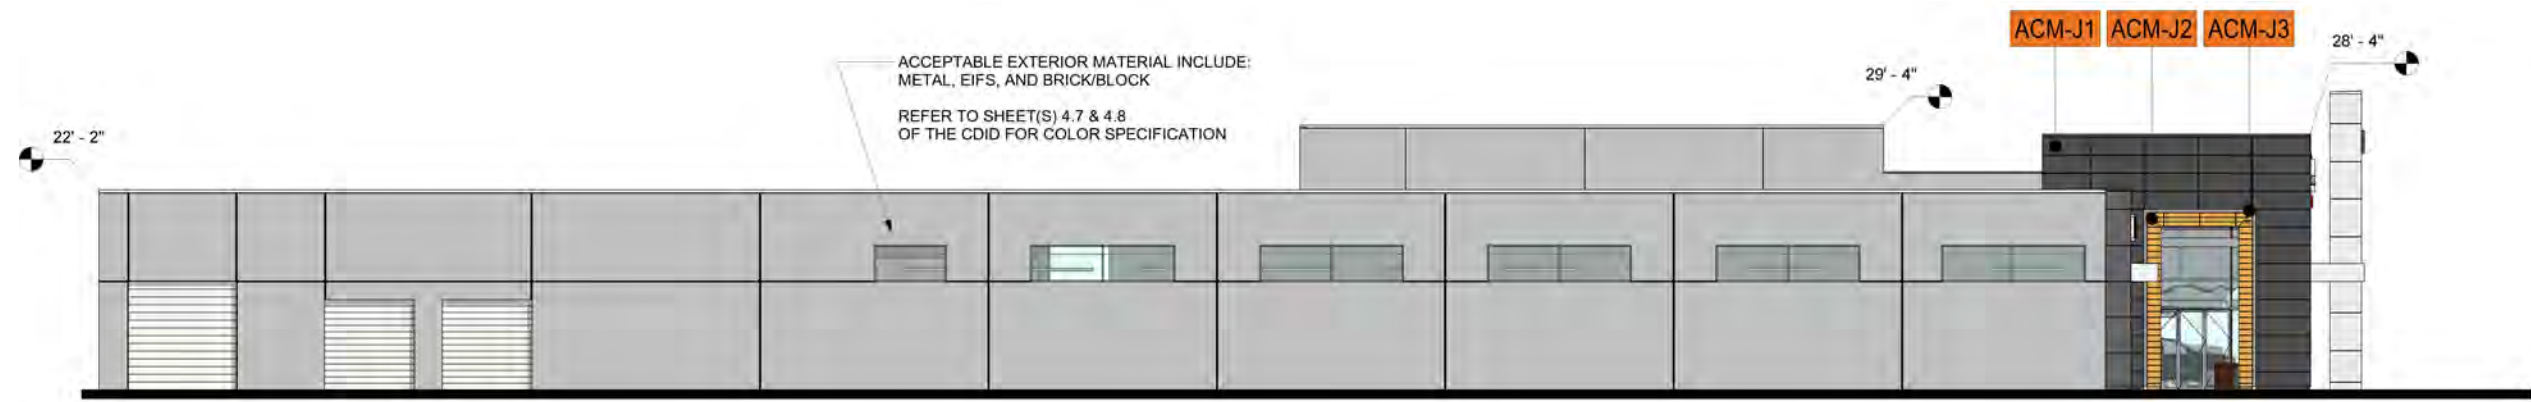 ACM-J1 ACM-J2 ACM-J3
28' - 4"
ACCEPTABLE EXTERIOR MATERIAL INCLUDE:
METAL, EIFS, AND BRICK/BLOCK
29' - 4"
REFER TO SHEET(S) 4.7 & 4.8
OF THE CDID FOR COLOR SPECIFICATION
22' - 2"